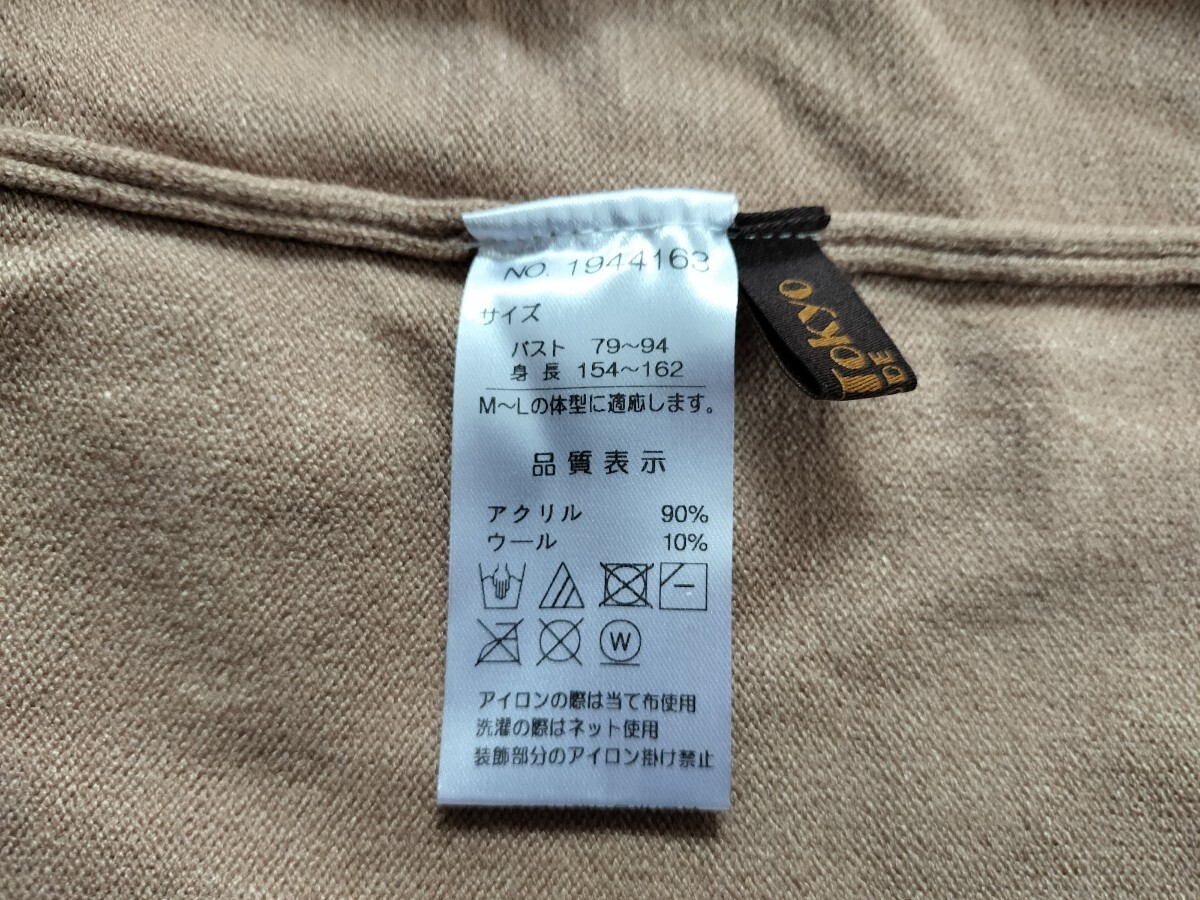 NO. 1944163
サイズ
バスト 79～94
身長 154～162
M～Lの体型に適応します。
品質表示
アクリル 90%
ウール 10%
W
アイロンの際は当て布使用
洗濯の際はネット使用
装飾部分のアイロン掛け禁止
Tokyo
DE